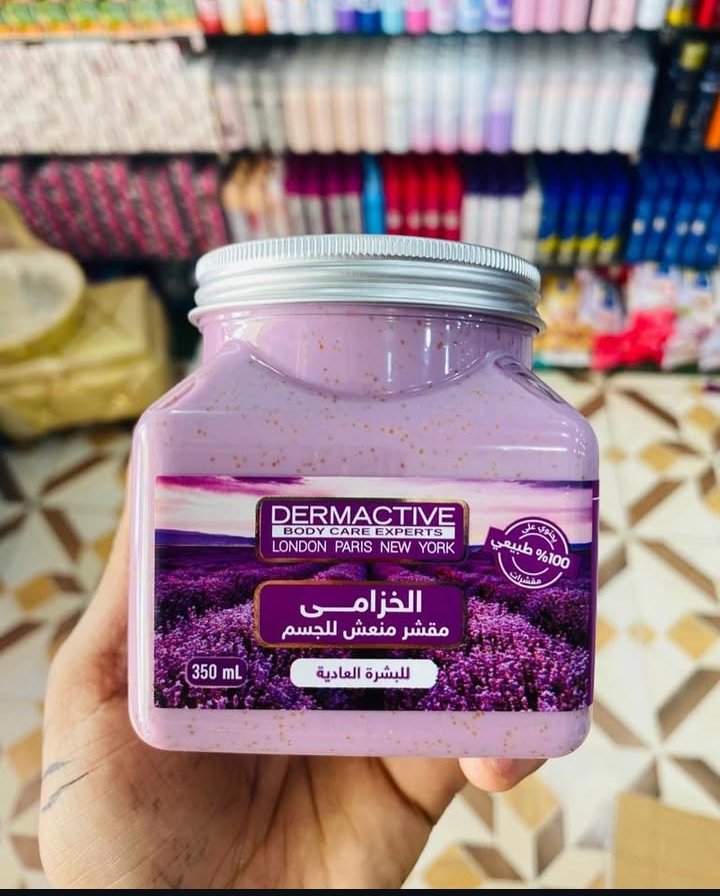 DERMACTIVE
BODY CARE EXPERTS
LONDON PARIS NEW YORK
يحتوي على
100% طبيعي
مقشرات
الخزامــى
مقشر منعش للجسم
350 mL
للبشرة العادية